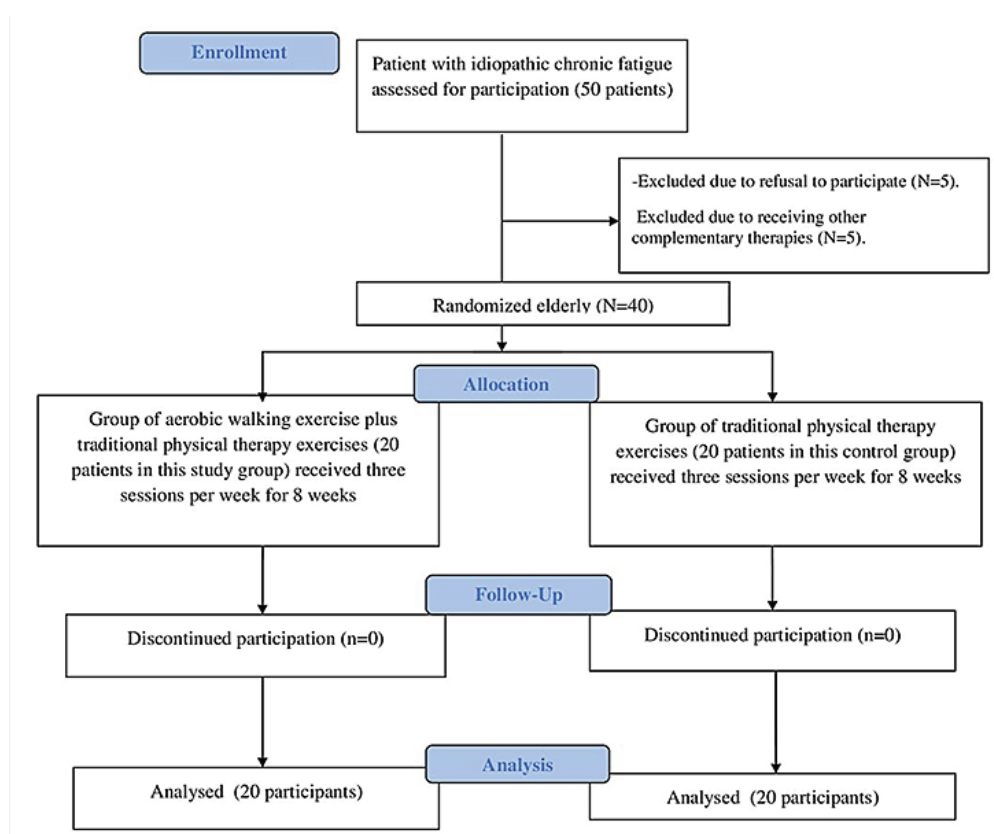 Enrollment
Patient with idiopathic chronic fatigue
assessed for participation (50 patients)
-Excluded due to refusal to participate (N=5).
Excluded due to receiving other
complementary therapies (N=5).
Randomized elderly (N=40)
Allocation
Group of aerobic walking exercise plus
traditional physical therapy exercises (20
patients in this study group) received three
sessions per week for 8 weeks
Group of traditional physical therapy
exercises (20 patients in this control group)
received three sessions per week for 8 weeks
Follow-Up
Discontinued participation (n=0)
Discontinued participation (n=0)
Analysis
Analysed (20 participants)
Analysed (20 participants)